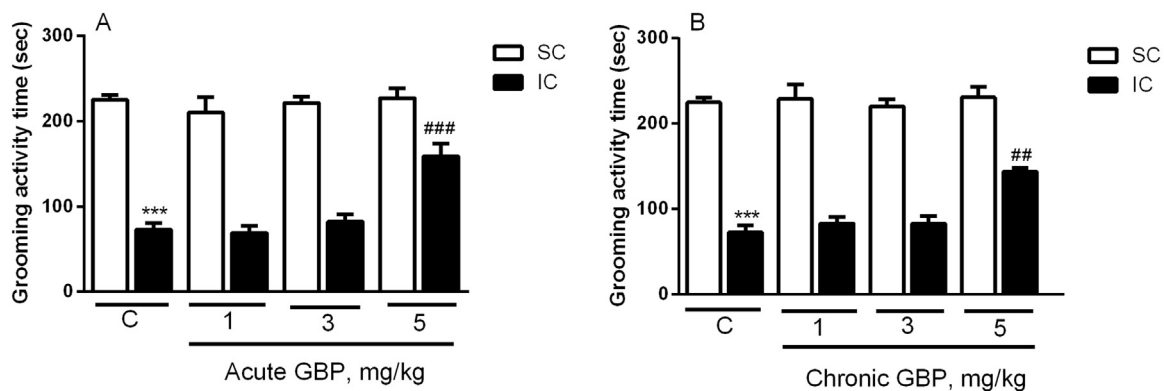 A
Grooming activity time (sec)
300
200
100
0
SC
IC
***
###
C
1
3
5
Acute GBP, mg/kg
B
Grooming activity time (sec)
300
200
100
0
SC
IC
***
##
C
1
3
5
Chronic GBP, mg/kg